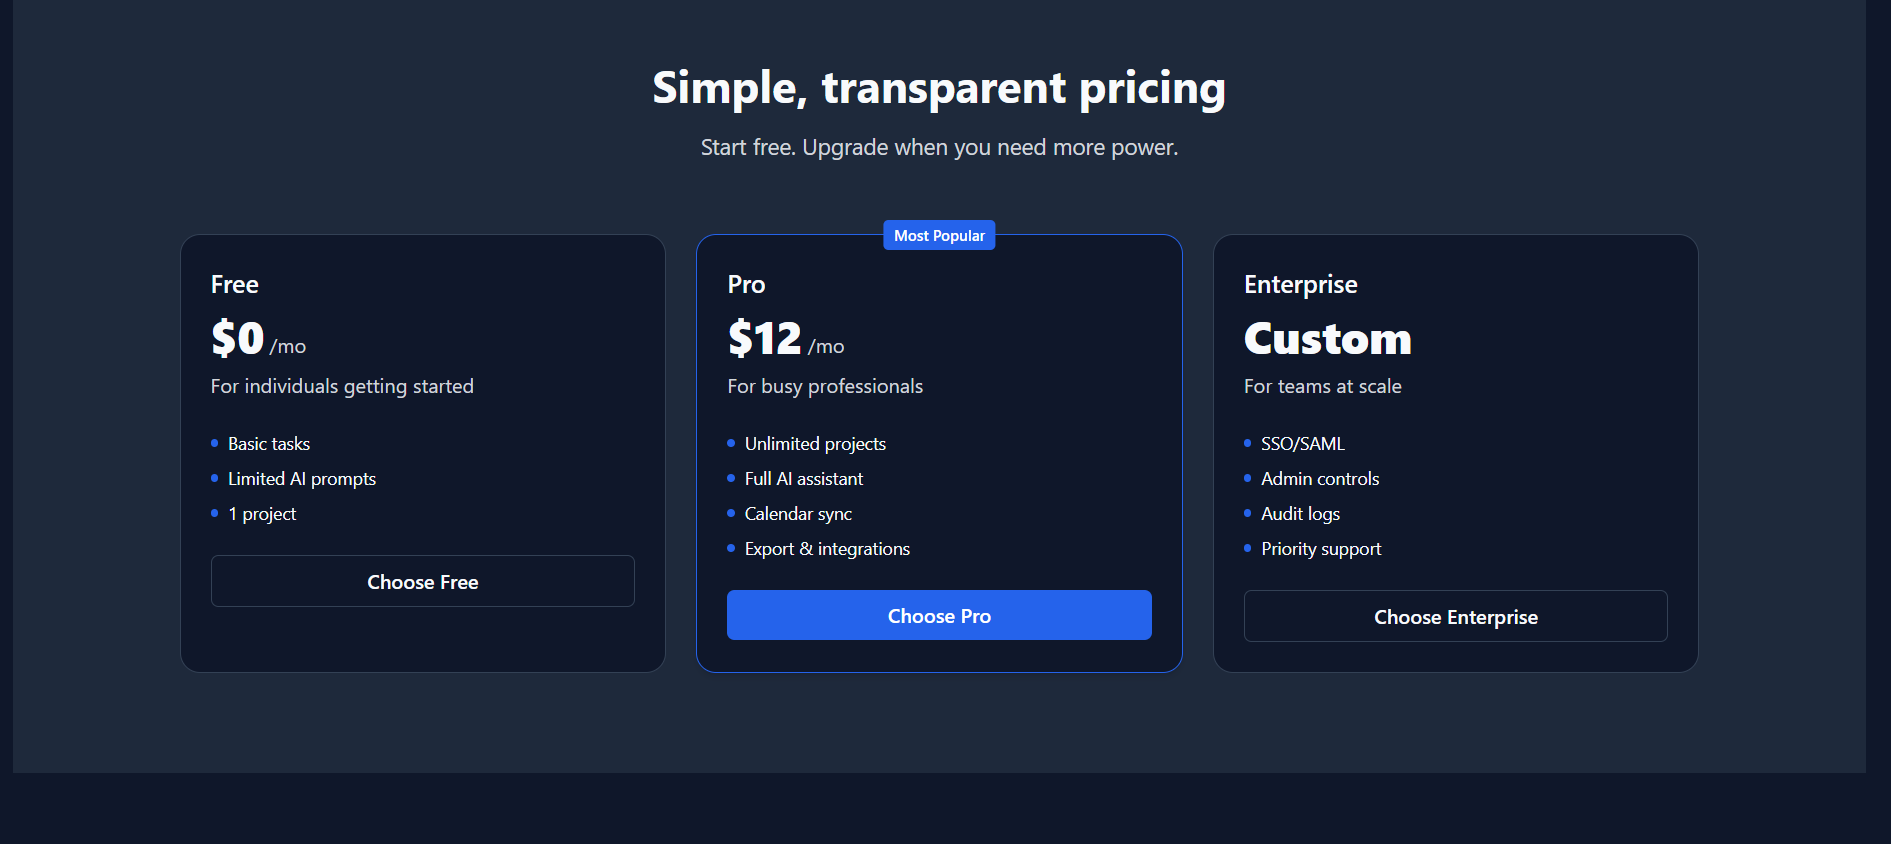 Simple, transparent pricing
Start free. Upgrade when you need more power.
Free
$0 /mo
For individuals getting started
Basic tasks
Limited AI prompts
1 project
Choose Free
Most Popular
Pro
$12 /mo
For busy professionals
Unlimited projects
Full AI assistant
Calendar sync
Export & integrations
Choose Pro
Enterprise
Custom
For teams at scale
SSO/SAML
Admin controls
Audit logs
Priority support
Choose Enterprise